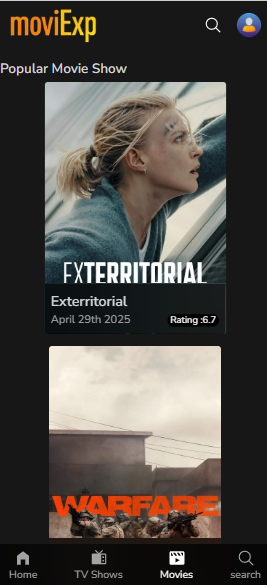 moviExp
Popular Movie Show
EXTERRITORIAL
Exterritorial
April 29th 2025
Rating :6.7
WARFARE
Home
TV Shows
Movies
search